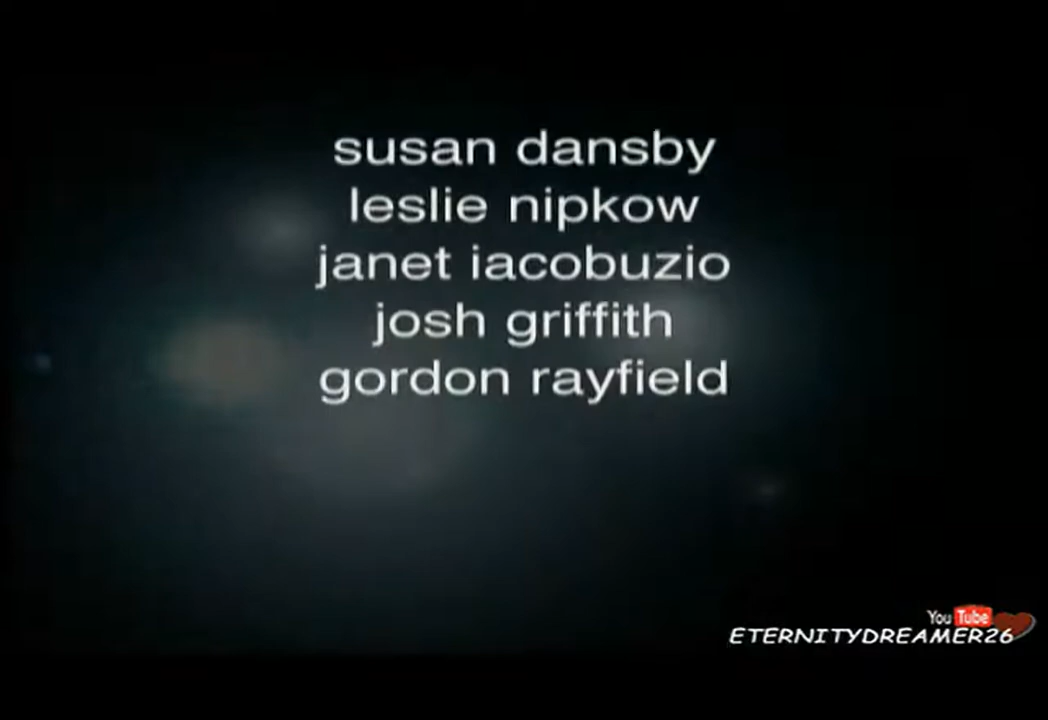 susan dansby
leslie nipkow
janet iacobuzio
josh griffith
gordon rayfield
You Tube
ETERNITYDREAMER26